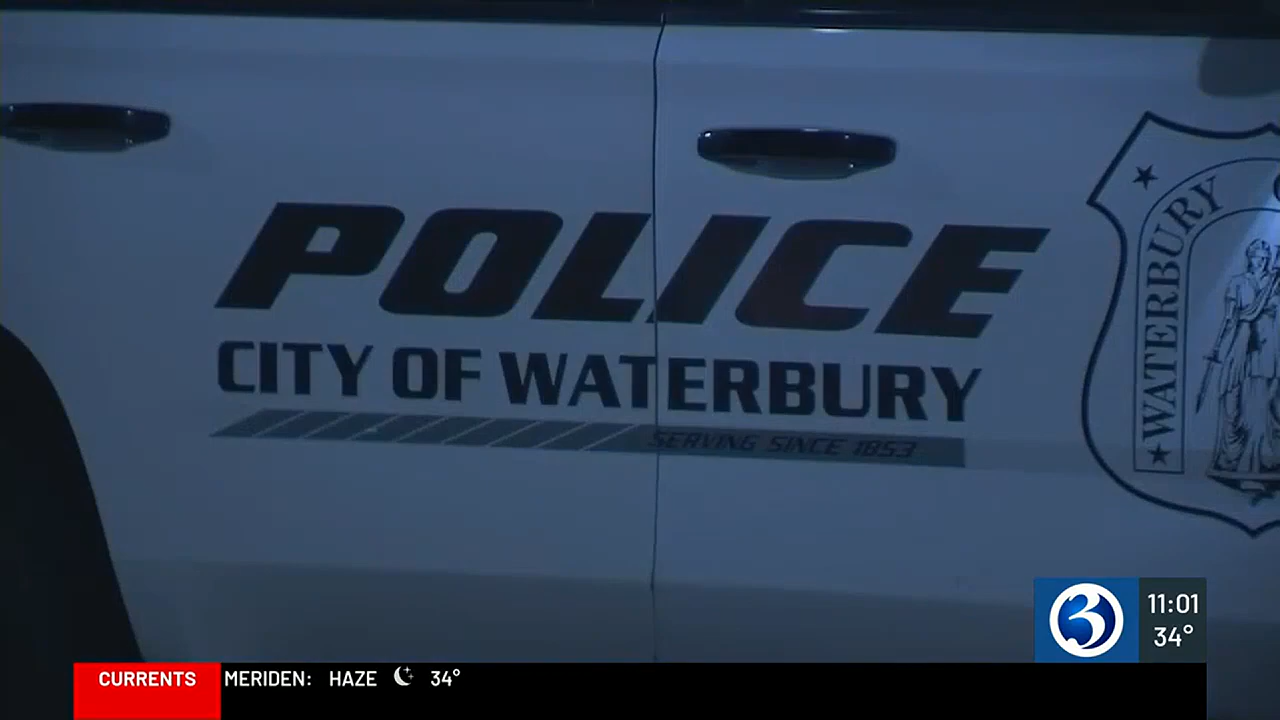 POLICE
CITY OF WATERBURY
SERVING SINCE 1853
WATERBURY
3
11:01
34°
CURRENTS
MERIDEN: HAZE 34°